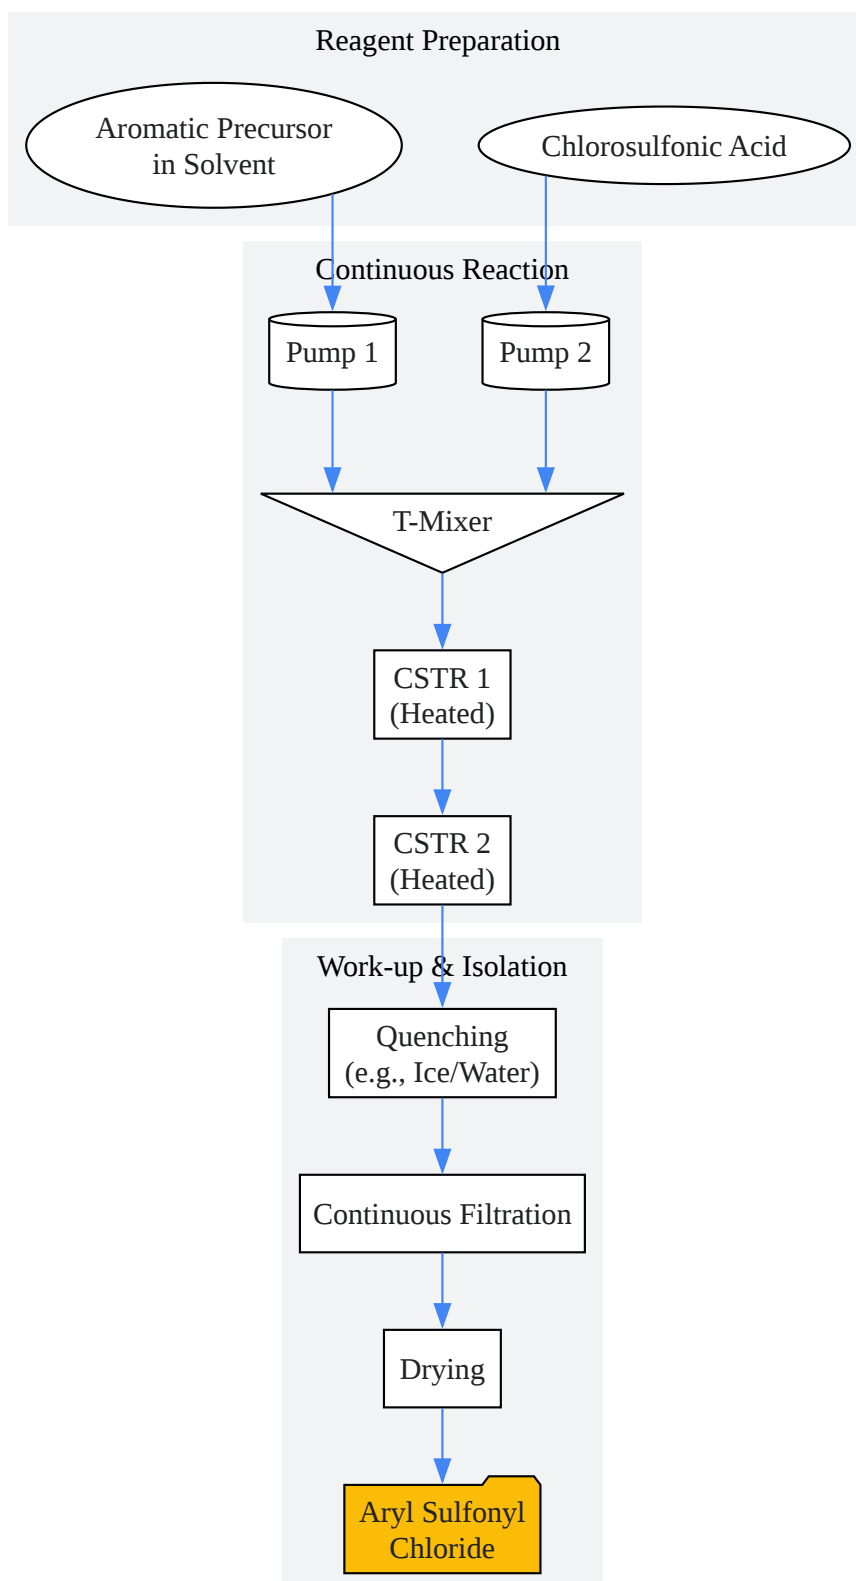 Reagent Preparation
Aromatic Precursor
in Solvent
Chlorosulfonic Acid
Continuous Reaction
Pump 1
Pump 2
T-Mixer
CSTR 1
(Heated)
CSTR 2
(Heated)
Work-up & Isolation
Quenching
(e.g., Ice/Water)
Continuous Filtration
Drying
Aryl Sulfonyl
Chloride